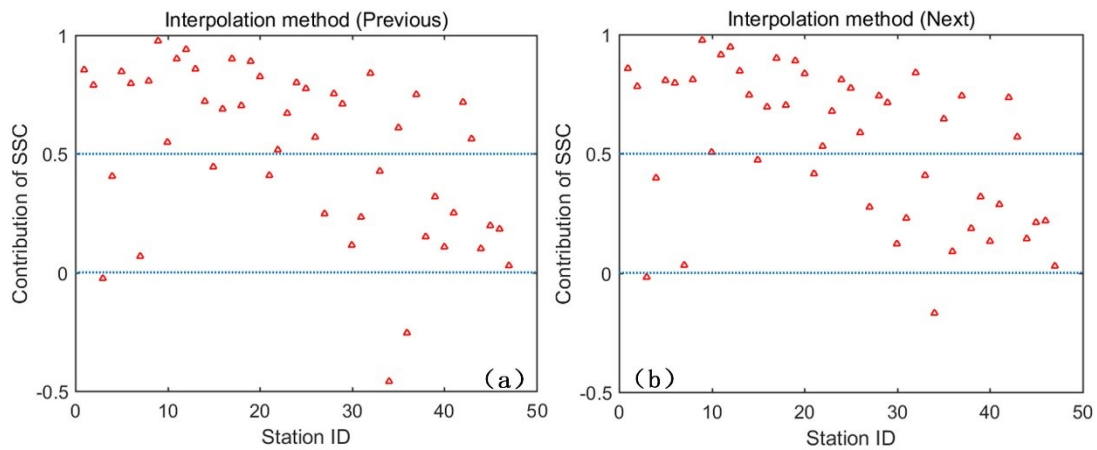 Interpolation method (Previous)
1
0.5
0
-0.5
Contribution of SSC
0
10
20
30
40
50
Station ID
（a）
Interpolation method (Next)
1
0.5
0
-0.5
Contribution of SSC
0
10
20
30
40
50
Station ID
（b）